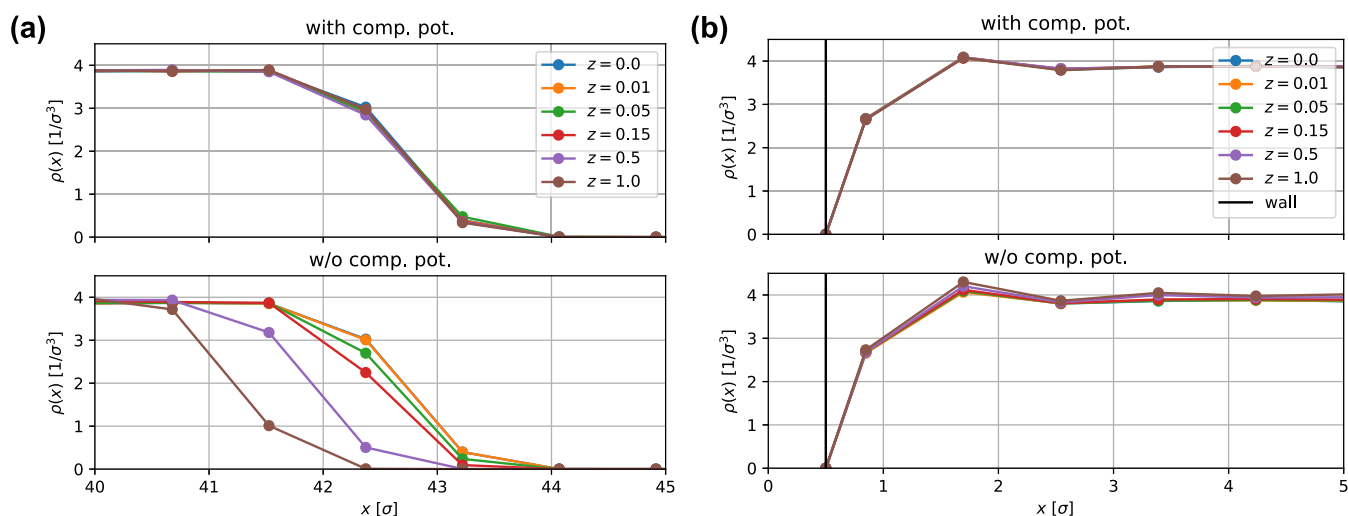 (a)
with comp. pot.
ρ(x) [1/σ³]
4
3
2
1
0
z = 0.0
z = 0.01
z = 0.05
z = 0.15
z = 0.5
z = 1.0
w/o comp. pot.
ρ(x) [1/σ³]
4
3
2
1
0
40 41 42 43 44 45
x [σ]
(b)
with comp. pot.
ρ(x) [1/σ³]
4
3
2
1
0
z = 0.0
z = 0.01
z = 0.05
z = 0.15
z = 0.5
z = 1.0
wall
w/o comp. pot.
ρ(x) [1/σ³]
4
3
2
1
0
0 1 2 3 4 5
x [σ]